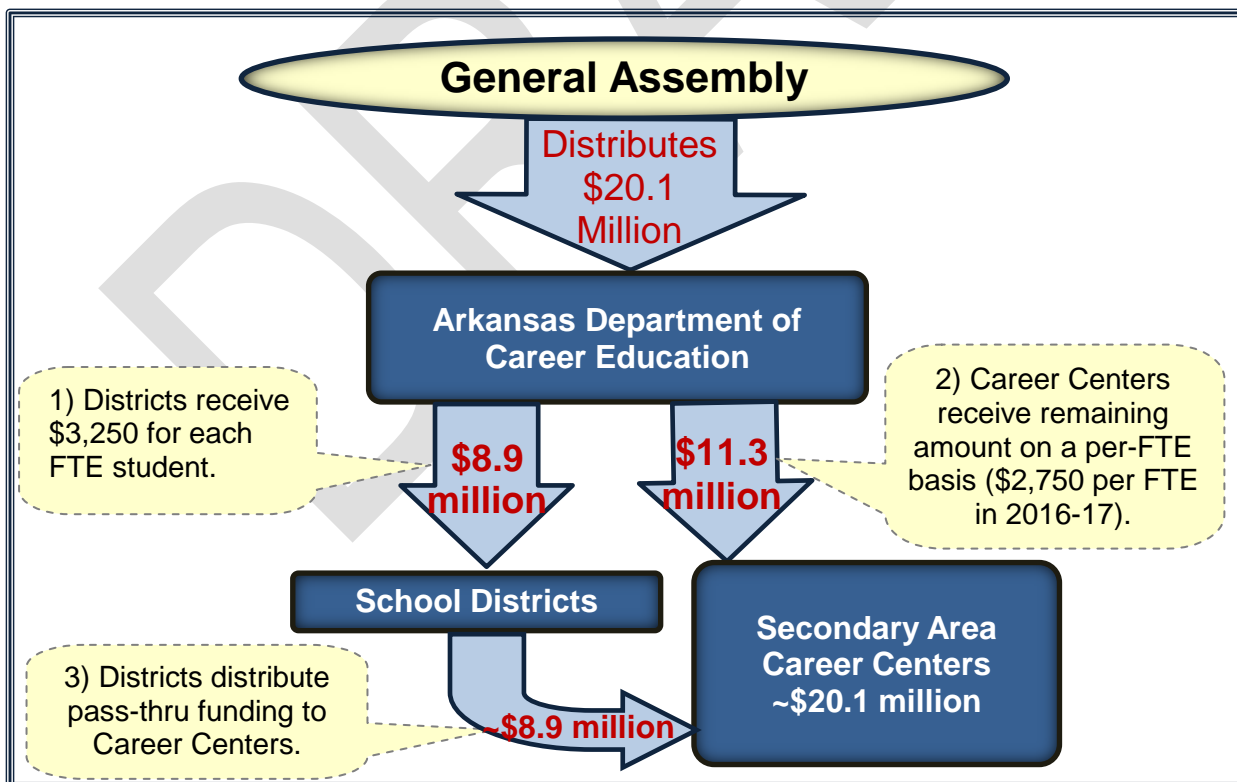 General Assembly
Distributes
$20.1
Million
Arkansas Department of
Career Education
1) Districts receive
$3,250 for each
FTE student.
$8.9
million
$11.3
million
2) Career Centers
receive remaining
amount on a per-FTE
basis ($2,750 per FTE
in 2016-17).
School Districts
Secondary Area
Career Centers
~$20.1 million
3) Districts distribute
pass-thru funding to
Career Centers.
~$8.9 million